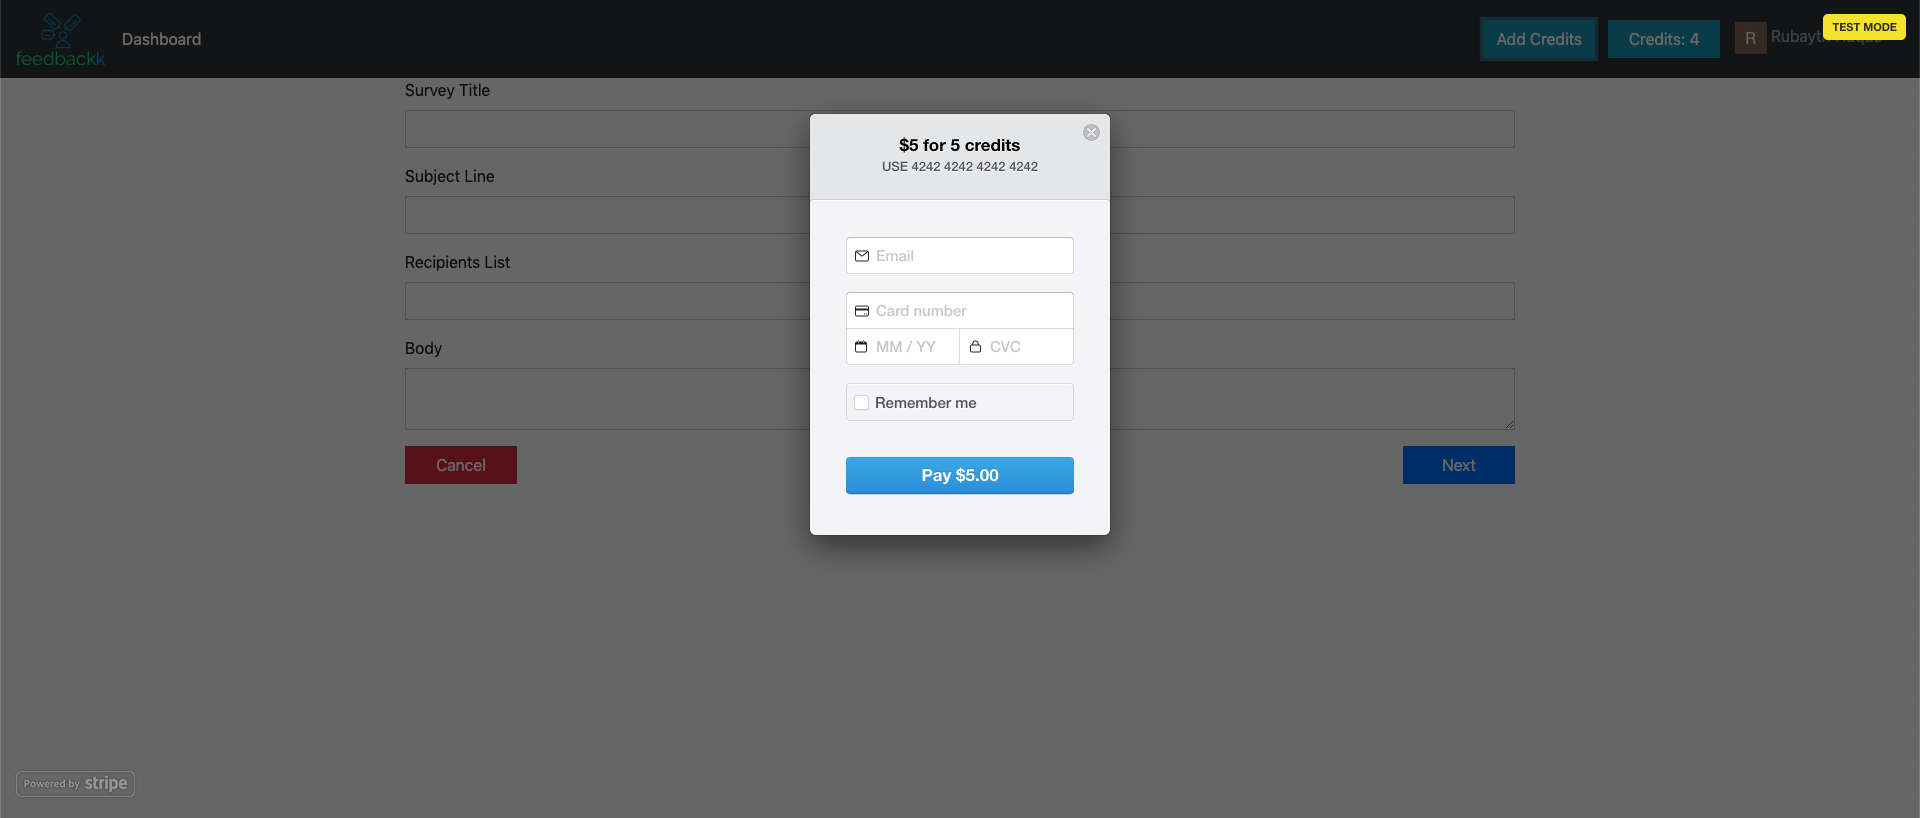 feedbackk
Dashboard
Add Credits
Credits: 4
R
TEST MODE
Survey Title
Subject Line
Recipients List
Body
Cancel
Next
$5 for 5 credits
USE 4242 4242 4242 4242
Email
Card number
MM / YY
CVC
Remember me
Pay $5.00
Powered by stripe